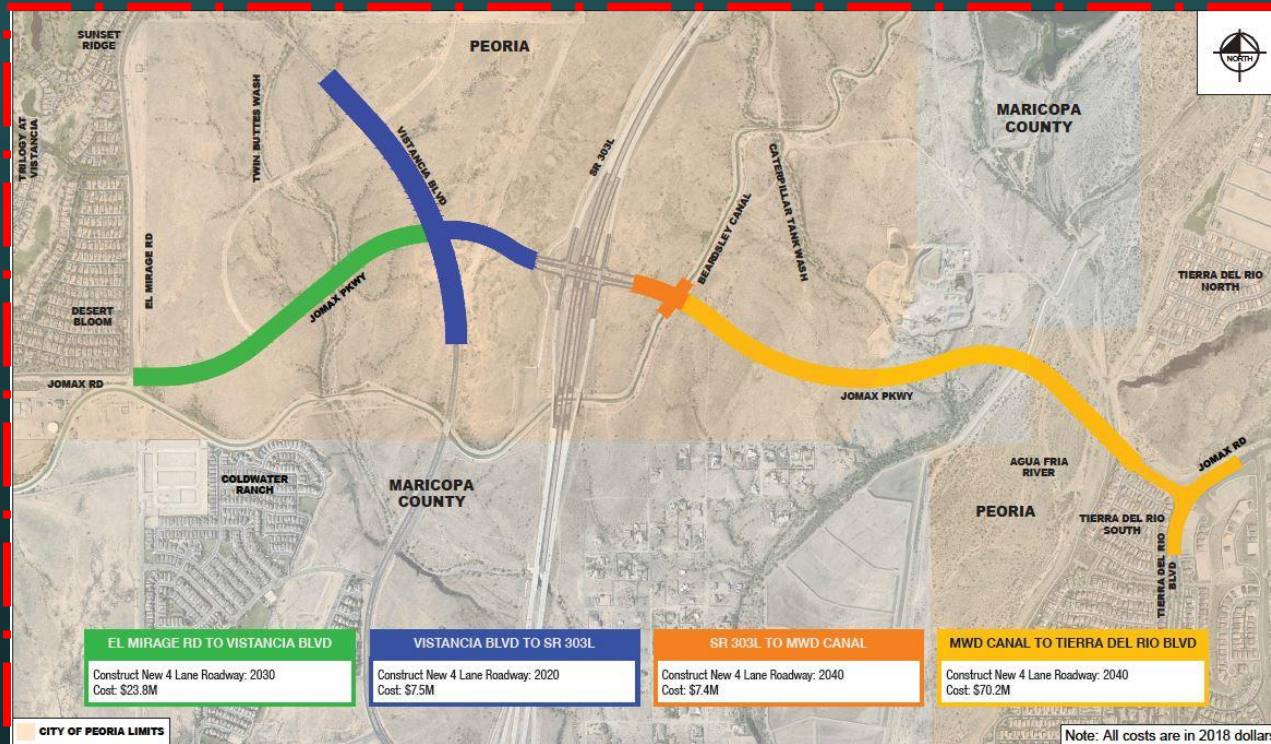 SUNSET
RIDGE
PEORIA
NORTH
TRILOGY AT
VISTANCIA
TWIN BUTTES WASH
VISTANCIA BLVD
SR 303L
MARICOPA
COUNTY
CATERPILLAR TANK WASH
BEARDSLEY CANAL
EL MIRAGE RD
TIERRA DEL RIO
NORTH
DESERT
BLOOM
JOMAX PKWY
JOMAX RD
JOMAX PKWY
JOMAX RD
AGUA FRIA
RIVER
COLDWATER
RANCH
MARICOPA
COUNTY
PEORIA
TIERRA DEL RIO
SOUTH
TIERRA DEL RIO
BLVD
EL MIRAGE RD TO VISTANCIA BLVD
Construct New 4 Lane Roadway: 2030
Cost: $23.8M
VISTANCIA BLVD TO SR 303L
Construct New 4 Lane Roadway: 2020
Cost: $7.5M
SR 303L TO MWD CANAL
Construct New 4 Lane Roadway: 2040
Cost: $7.4M
MWD CANAL TO TIERRA DEL RIO BLVD
Construct New 4 Lane Roadway: 2040
Cost: $70.2M
CITY OF PEORIA LIMITS
Note: All costs are in 2018 dollars